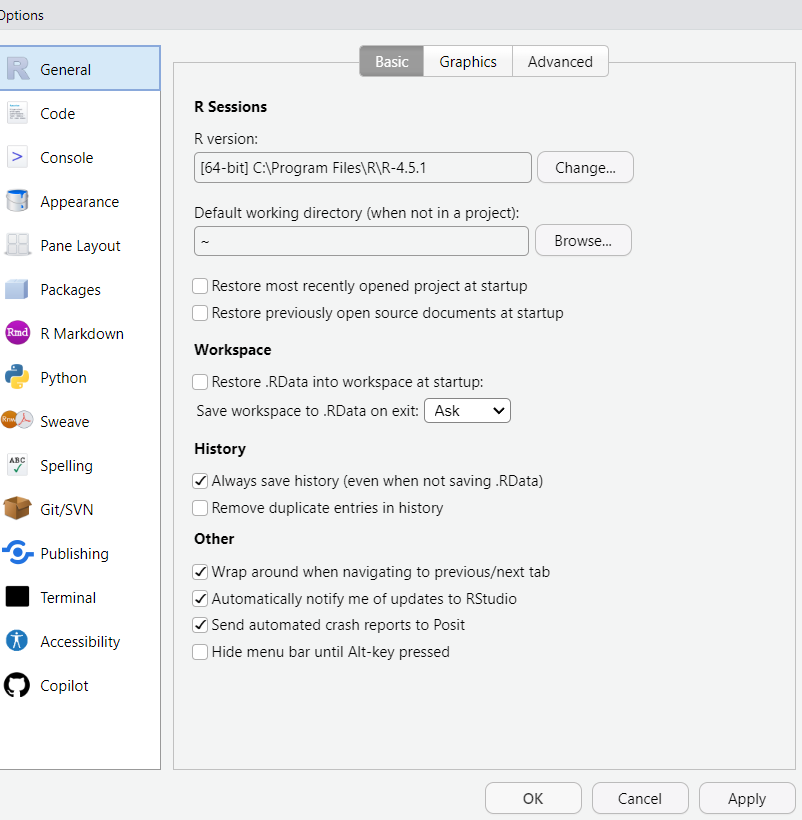 Options
General
Code
Console
Appearance
Pane Layout
Packages
Rmd R Markdown
Python
Rnw Sweave
ABC Spelling
Git/SVN
Publishing
Terminal
Accessibility
Copilot
Basic Graphics Advanced
R Sessions
R version:
[64-bit] C:\Program Files\R\R-4.5.1 Change...
Default working directory (when not in a project):
~ Browse...
Restore most recently opened project at startup
Restore previously open source documents at startup
Workspace
Restore .RData into workspace at startup:
Save workspace to .RData on exit: Ask
History
Always save history (even when not saving .RData)
Remove duplicate entries in history
Other
Wrap around when navigating to previous/next tab
Automatically notify me of updates to RStudio
Send automated crash reports to Posit
Hide menu bar until Alt-key pressed
OK Cancel Apply